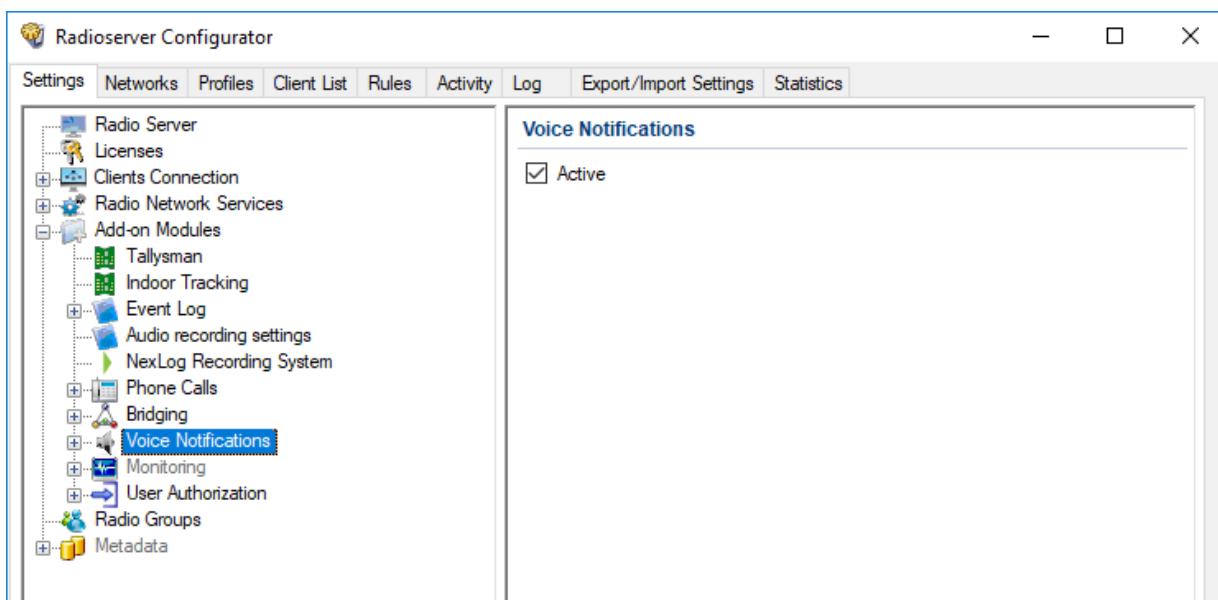 Radioserver Configurator
Settings Networks Profiles Client List Rules Activity Log Export/Import Settings Statistics
Radio Server
Licenses
Clients Connection
Radio Network Services
Add-on Modules
Tallysman
Indoor Tracking
Event Log
Audio recording settings
NexLog Recording System
Phone Calls
Bridging
Voice Notifications
Monitoring
User Authorization
Radio Groups
Metadata
Voice Notifications
Active